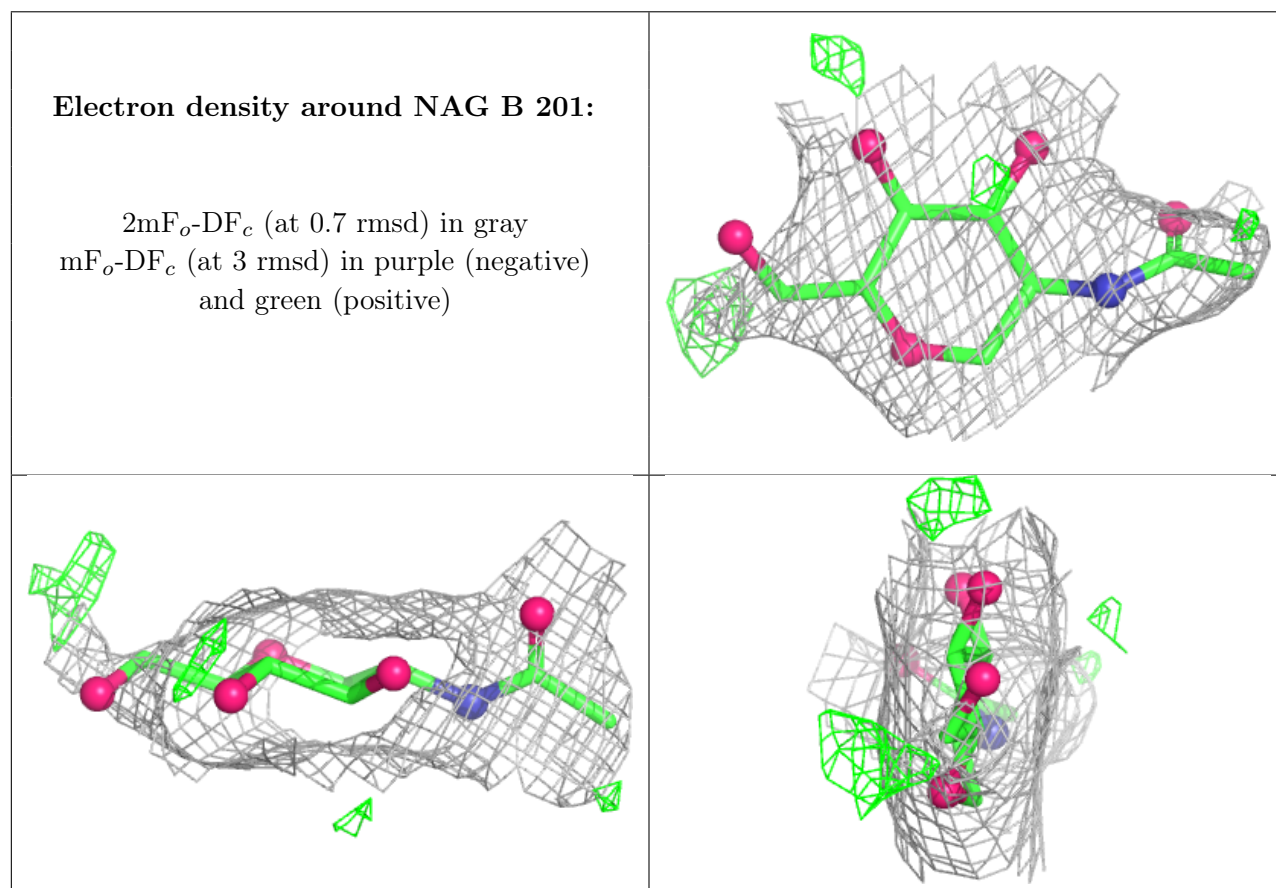 Electron density around NAG B 201:
2mFo-DFc (at 0.7 rmsd) in gray
mFo-DFc (at 3 rmsd) in purple (negative)
and green (positive)